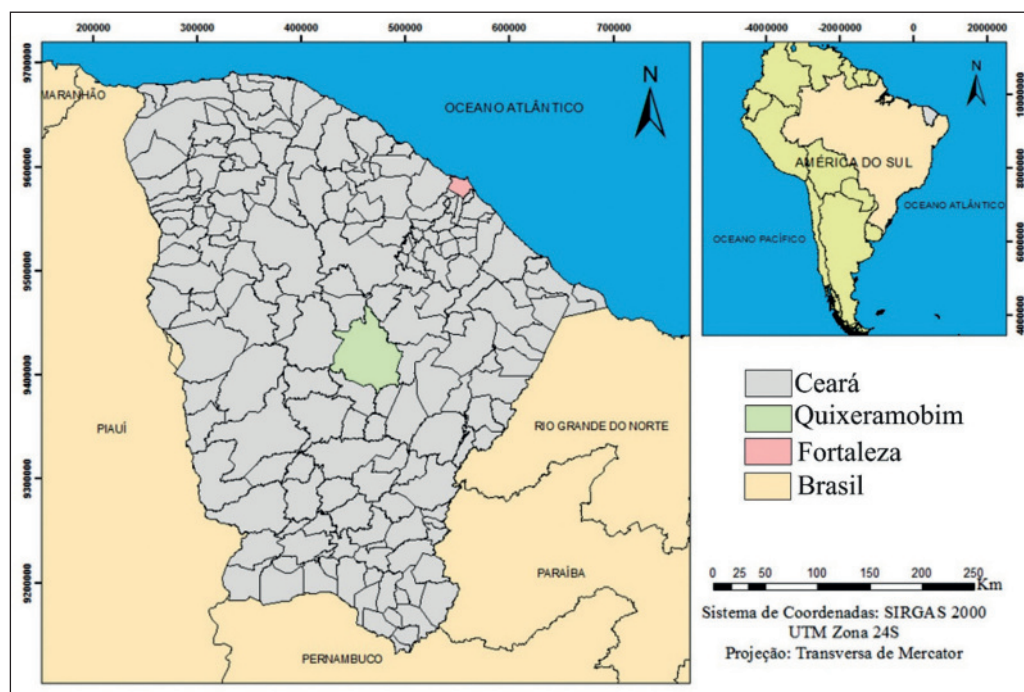 200000 300000 400000 500000 600000 700000
9700000
9600000
9500000
9400000
9300000
9200000
MARANHÃO
OCEANO ATLÂNTICO
N
PIAUÍ
RIO GRANDE DO NORTE
PARAÍBA
PERNAMBUCO
-4000000 -2000000 0 2000000
10000000
8000000
6000000
4000000
N
AMÉRICA DO SUL
OCEANO ATLÂNTICO
OCEANO PACÍFICO
Ceará
Quixeramobim
Fortaleza
Brasil
0 25 50 100 150 200 250
Km
Sistema de Coordenadas: SIRGAS 2000
UTM Zona 24S
Projeção: Transversa de Mercator